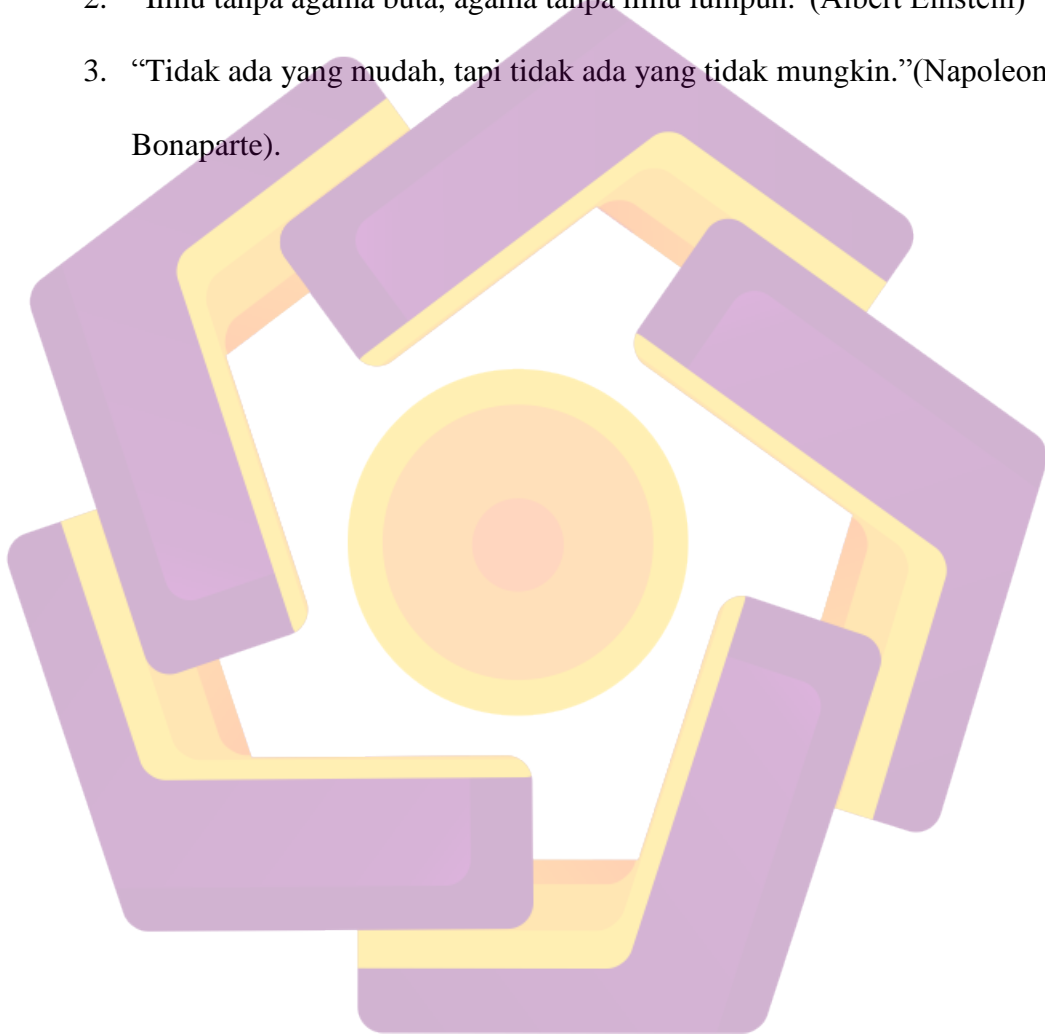 2. “Ilmu tanpa agama buta, agama tanpa ilmu lumpuh.”(Albert Einstein)
3. “Tidak ada yang mudah, tapi tidak ada yang tidak mungkin.”(Napoleon
Bonaparte).